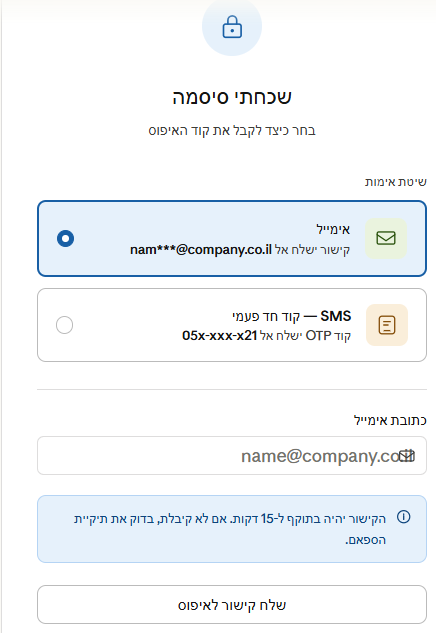 שכחתי סיסמה
בחר כיצד לקבל את קוד האיפוס
שיטת אימות
אימייל
קישור ישלח אל nam***@company.co.il
SMS — קוד חד פעמי
קוד OTP ישלח אל 05x-xxx-x21
כתובת אימייל
name@company.co.il
הקישור יהיה בתוקף ל-15 דקות. אם לא קיבלת, בדוק את תיקיית
הספאם.
שלח קישור לאיפוס